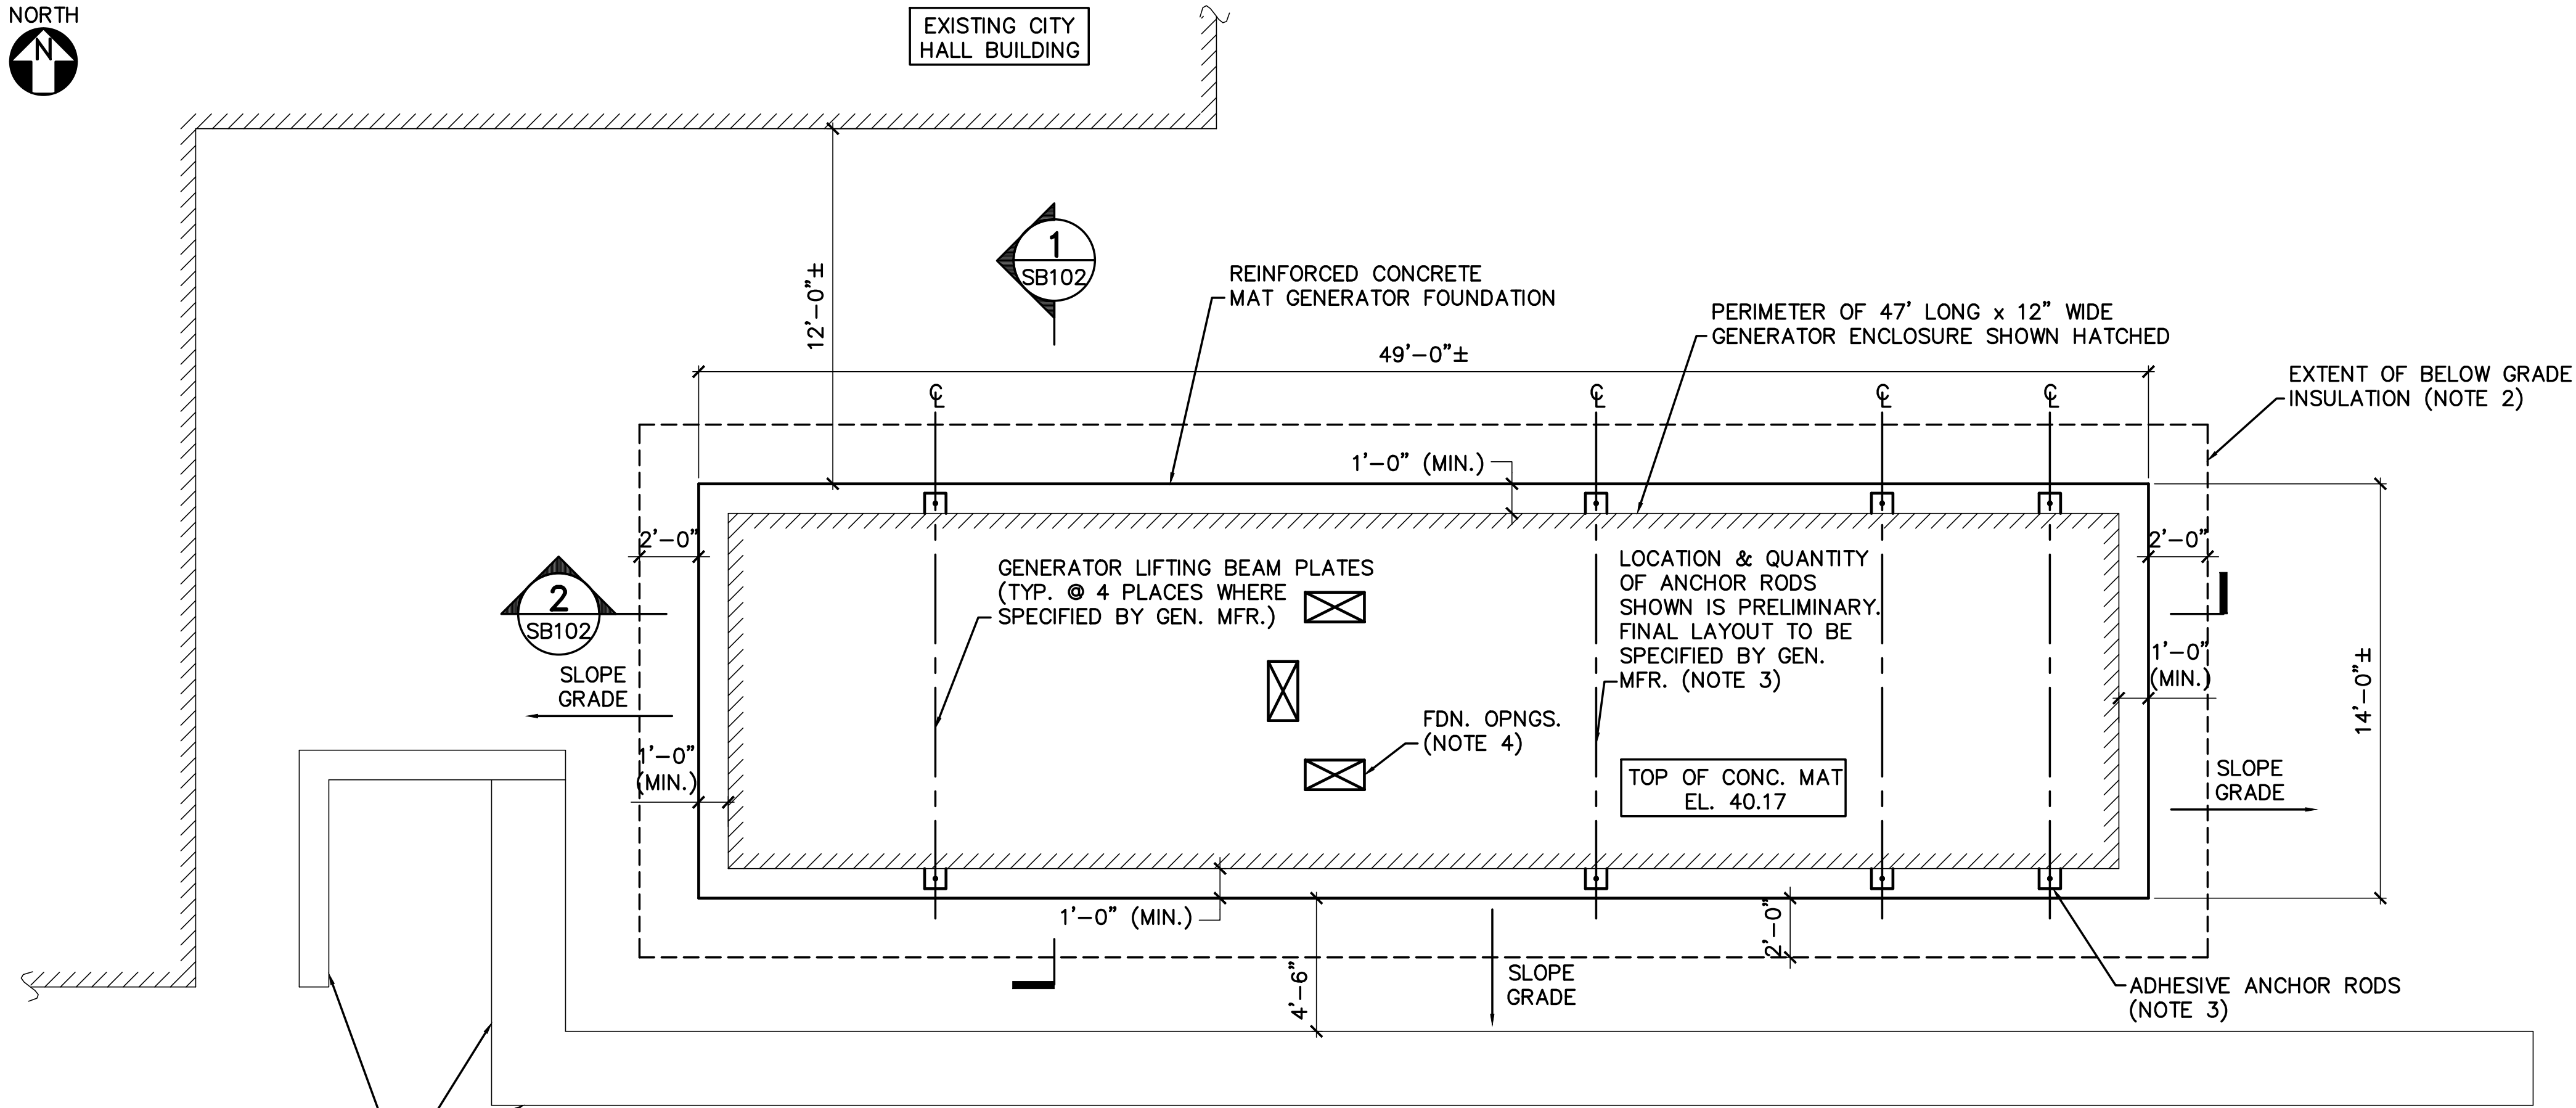 NORTH
N
EXISTING CITY
HALL BUILDING
1
SB102
12'-0"±
REINFORCED CONCRETE
MAT GENERATOR FOUNDATION
PERIMETER OF 47' LONG x 12" WIDE
GENERATOR ENCLOSURE SHOWN HATCHED
49'-0"±
EXTENT OF BELOW GRADE
INSULATION (NOTE 2)
℄
℄
℄
℄
1'-0" (MIN.)
2'-0"
2'-0"
2
SB102
GENERATOR LIFTING BEAM PLATES
(TYP. @ 4 PLACES WHERE
SPECIFIED BY GEN. MFR.)
LOCATION & QUANTITY
OF ANCHOR RODS
SHOWN IS PRELIMINARY.
FINAL LAYOUT TO BE
SPECIFIED BY GEN.
MFR. (NOTE 3)
1'-0"
(MIN.)
14'-0"±
SLOPE
GRADE
FDN. OPNGS.
(NOTE 4)
1'-0"
(MIN.)
TOP OF CONC. MAT
EL. 40.17
SLOPE
GRADE
1'-0" (MIN.)
2'-0"
4'-6"
SLOPE
GRADE
ADHESIVE ANCHOR RODS
(NOTE 3)